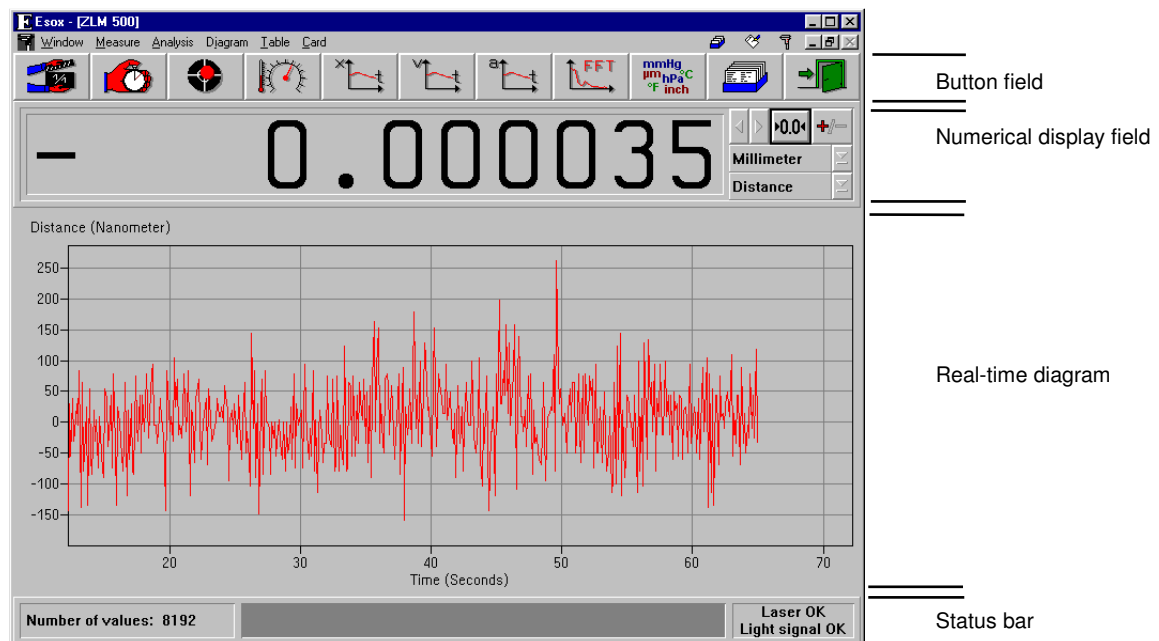 Esox - [ZLM 500]
Window Measure Analysis Diagram Table Card
1/1 x t v t a t FFT mmHg µm hPa °C °F inch
Button field
- 0.000035
0.0 +/-
Millimeter
Distance
Numerical display field
Distance (Nanometer)
250
200
150
100
50
0
-50
-100
-150
20 30 40 50 60 70
Time (Seconds)
Real-time diagram
Number of values: 8192
Laser OK
Light signal OK
Status bar